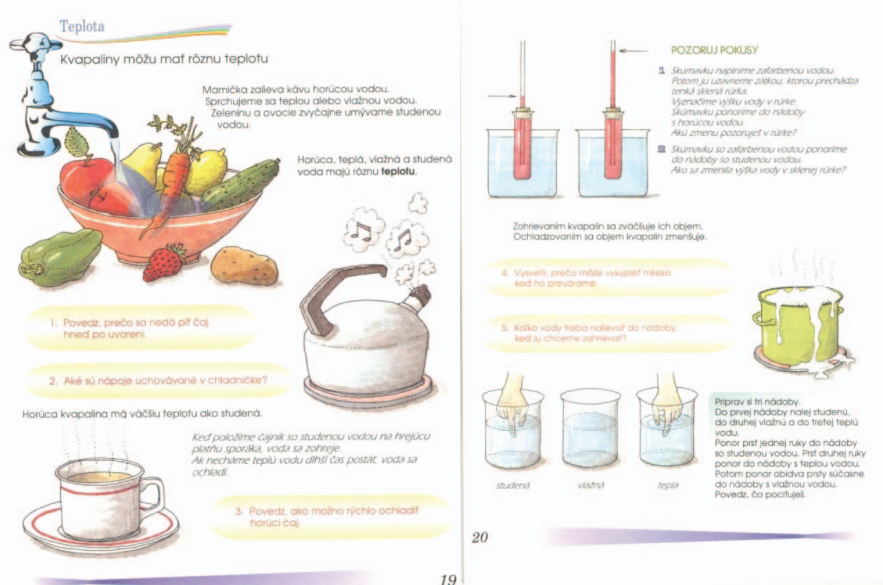 Teplota
Kvapaliny môžu mať rôznu teplotu
Mamička zalieva kávu horúcou vodou.
Sprchujeme sa teplou alebo vlažnou vodou.
Zeleninu a ovocie zvyčajne umývame studenou
vodou.
Horúca, teplá, vlažná a studená
voda majú rôznu teplotu.
1. Povedz, prečo sa nedá piť čaj
hneď po uvarení.
2. Aké sú nápoje uchovávané v chladničke?
Horúca kvapalina má väčšiu teplotu ako studená.
Keď položíme čajník so studenou vodou na hrejúcu
platňu sporáka, voda sa zohreje.
Ak necháme teplú vodu dlhší čas postáť, voda sa
ochladí.
3. Povedz, ako možno rýchlo ochladiť
horúci čaj.
19
POZORUJ POKUSY
Skúmavku naplníme zafarbenou vodou.
Potom ju uzavrieme zátkou, ktorou prechádza
tenká sklená rúrka.
Vyznačíme výšku vody v rúrke.
Skúmavku ponoríme do nádoby
s horúcou vodou.
Akú zmenu pozoruješ v rúrke?
Skúmavku so zafarbenou vodou ponoríme
do nádoby so studenou vodou.
Ako sa zmenila výška vody v sklenej rúrke?
Zohrievaním kvapalín sa zväčšuje ich objem.
Ochladzovaním sa objem kvapalín zmenšuje.
4. Vysvetli, prečo môže vykypieť mlieko,
keď ho prevárame.
5. Koľko vody treba nalievať do nádoby,
keď ju chceme zohrievať?
studená
vlažná
teplá
Priprav si tri nádoby.
Do prvej nádoby nalej studenú,
do druhej vlažnú a do tretej teplú
vodu.
Ponor prst jednej ruky do nádoby
so studenou vodou. Prst druhej ruky
ponor do nádoby s teplou vodou.
Potom ponor obidva prsty súčasne
do nádoby s vlažnou vodou.
Povedz, čo pociťuješ.
20